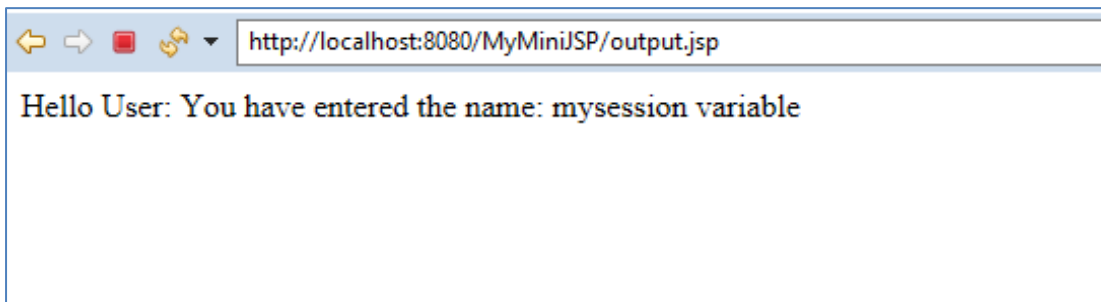 http://localhost:8080/MyMiniJSP/output.jsp
Hello User: You have entered the name: mysession variable